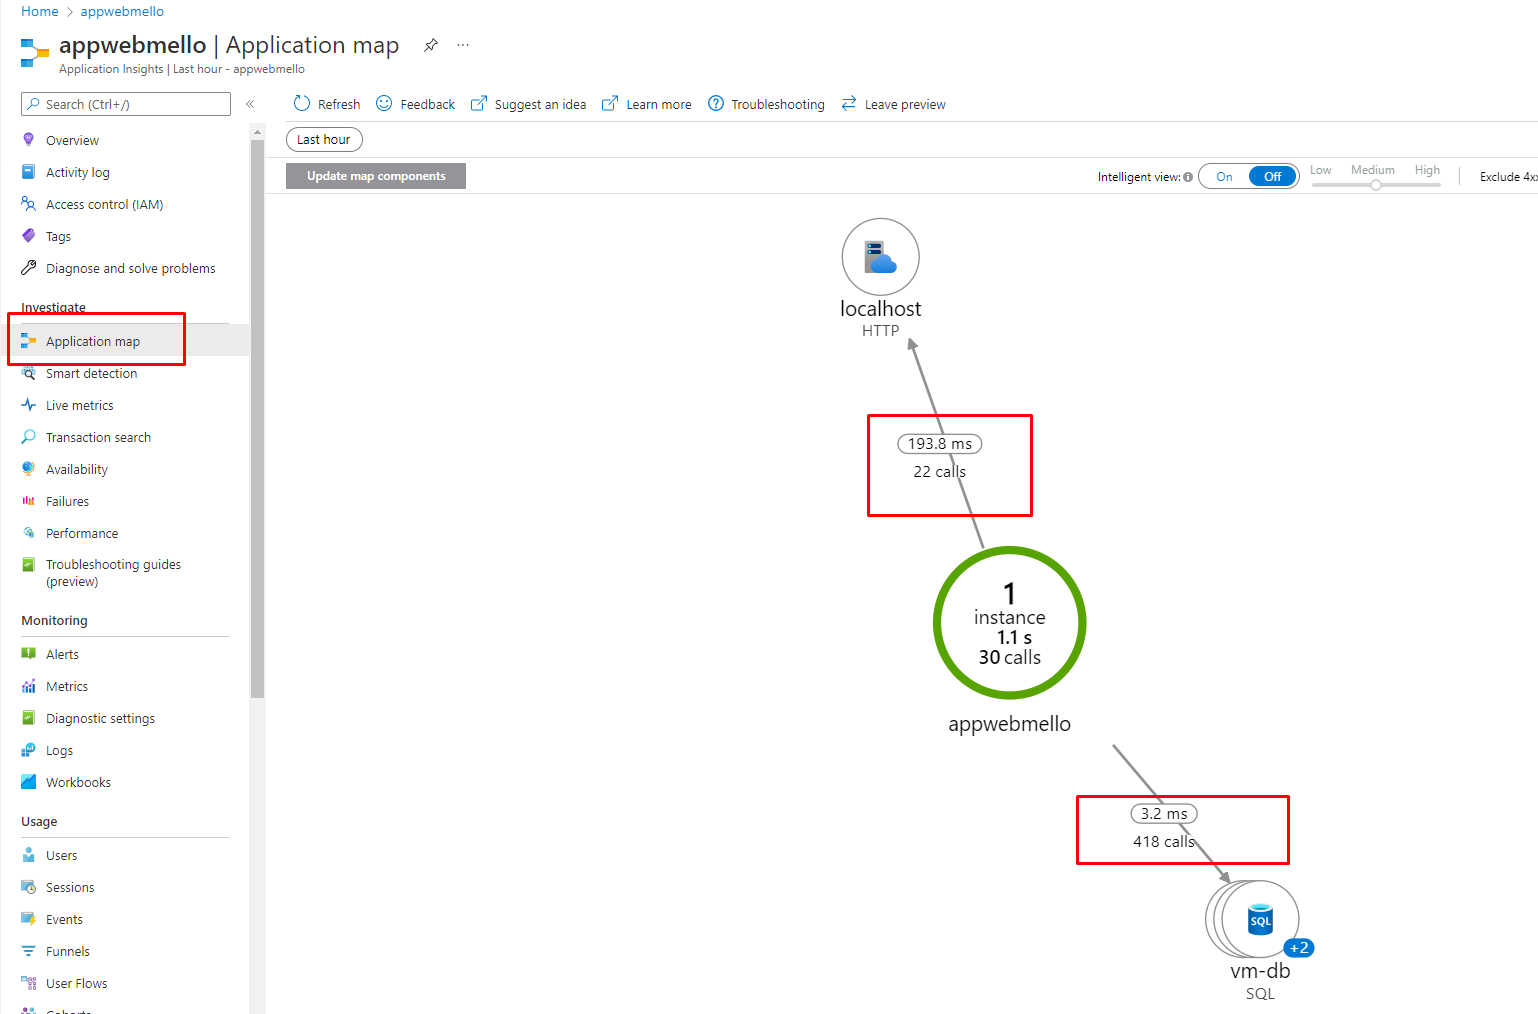 Home > appwebmello
appwebmello | Application map
Application Insights | Last hour - appwebmello
Search (Ctrl+/)
Refresh
Feedback
Suggest an idea
Learn more
Troubleshooting
Leave preview
Last hour
Update map components
Intelligent view:
On
Off
Low
Medium
High
Exclude 4xx
Overview
Activity log
Access control (IAM)
Tags
Diagnose and solve problems
Investigate
Application map
Smart detection
Live metrics
Transaction search
Availability
Failures
Performance
Troubleshooting guides
(preview)
Monitoring
Alerts
Metrics
Diagnostic settings
Logs
Workbooks
Usage
Users
Sessions
Events
Funnels
User Flows
Cohorts
localhost
HTTP
193.8 ms
22 calls
1
instance
1.1 s
30 calls
appwebmello
3.2 ms
418 calls
SQL
+2
vm-db
SQL